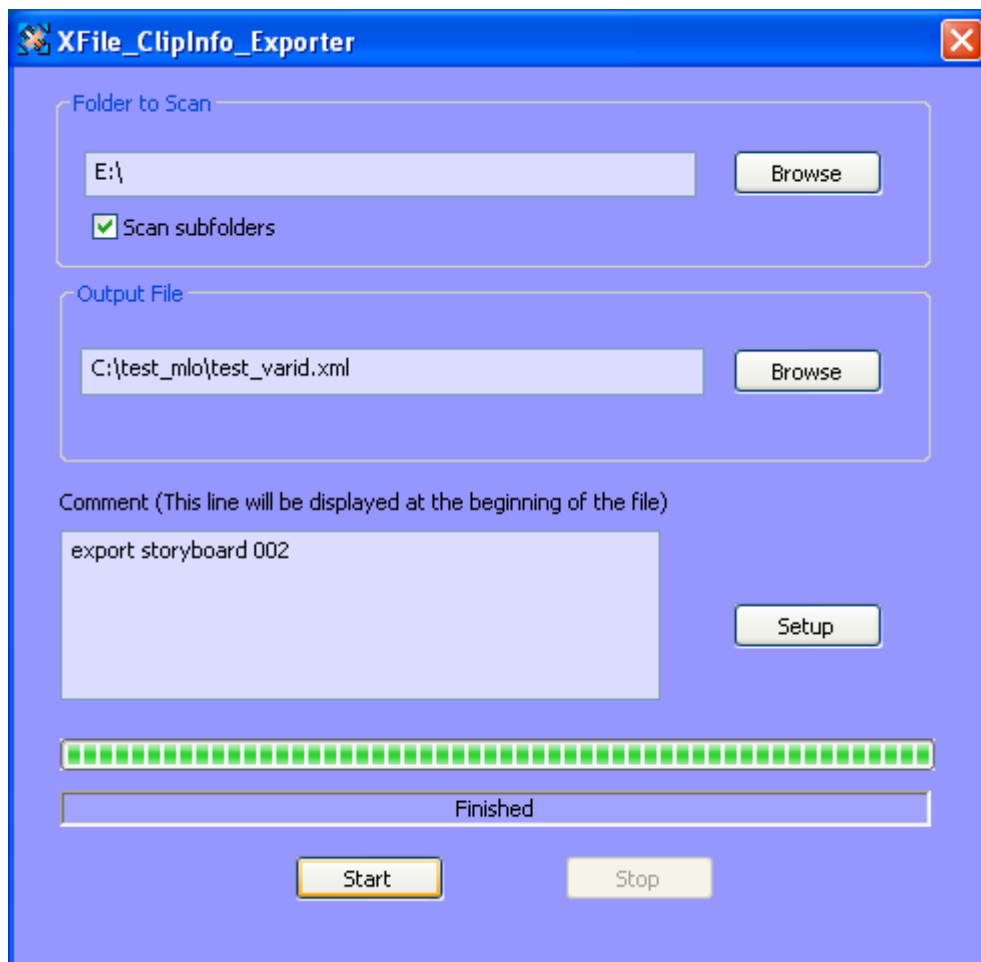 XFile_ClipInfo_Exporter
Folder to Scan
E:\
Browse
Scan subfolders
Output File
C:\test_mlo\test_varid.xml
Browse
Comment (This line will be displayed at the beginning of the file)
export storyboard 002
Setup
Finished
Start
Stop